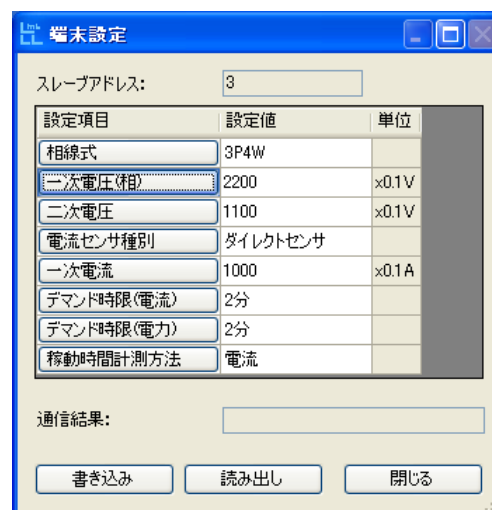 端末設定
スレーブアドレス: 3
設定項目 設定値 単位
相線式 3P4W
一次電圧(相) 2200 ×0.1V
二次電圧 1100 ×0.1V
電流センサ種別 ダイレクトセンサ
一次電流 1000 ×0.1A
デマンド時限(電流) 2分
デマンド時限(電力) 2分
稼動時間計測方法 電流
通信結果:
書き込み 読み出し 閉じる